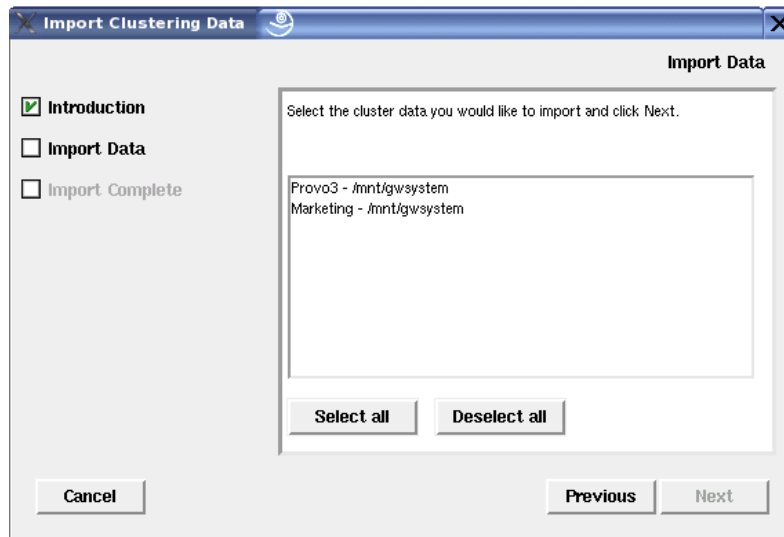 Import Clustering Data
Import Data
Introduction
Import Data
Import Complete
Select the cluster data you would like to import and click Next.
Provo3 - /mnt/gwsystem
Marketing - /mnt/gwsystem
Select all
Deselect all
Cancel
Previous
Next